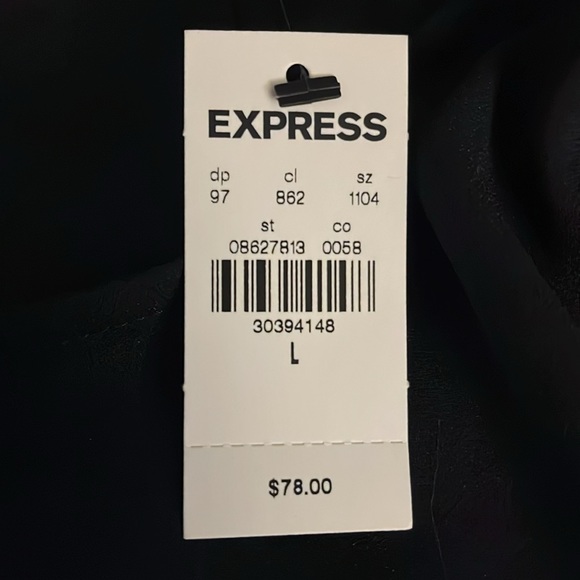 EXPRESS
dp cl sz
97 862 1104
st co
08627813 0058
30394148
L
$78.00